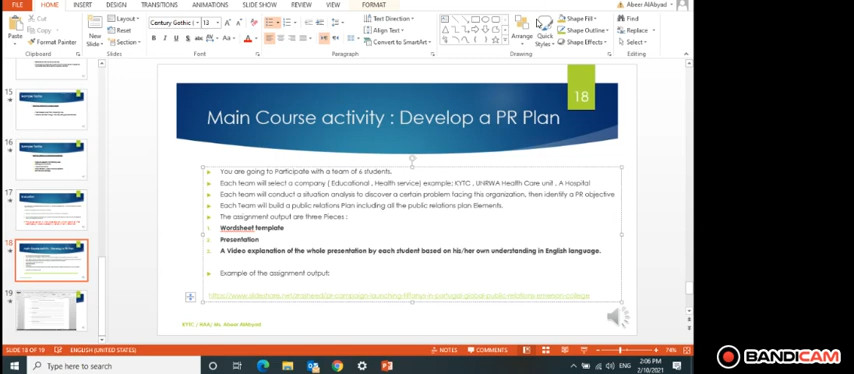 FILE HOME INSERT DESIGN TRANSITIONS ANIMATIONS SLIDE SHOW REVIEW VIEW FORMAT Abeer AlAbyad
Cut
Copy
Format Painter
Paste
Clipboard
New Slide
Layout
Reset
Section
Slides
Century Gothic ( 13
Font
Text Direction
Align Text
Convert to SmartArt
Paragraph
Arrange
Quick Styles
Shape Fill
Shape Outline
Shape Effects
Drawing
Find
Replace
Select
Editing
15
16
17
18
19
18
Main Course activity : Develop a PR Plan
You are going to Participate with a team of 6 students.
Each team will select a company ( Educational , Health service) example: KYTC , UNRWA Health Care unit , A Hospital
Each team will conduct a situation analysis to discover a certain problem facing this organization, then identify a PR objective
Each Team will build a public relations Plan including all the public relations plan Elements.
The assignment output are three Pieces :
1. Wordsheet template
2. Presentation
3. A Video explanation of the whole presentation by each student based on his/her own understanding in English language.
Example of the assignment output:
SLIDE 18 OF 19 ENGLISH (UNITED STATES) NOTES COMMENTS 74%
Type here to search
ENG
2:06 PM
2/10/2021
BANDICAM